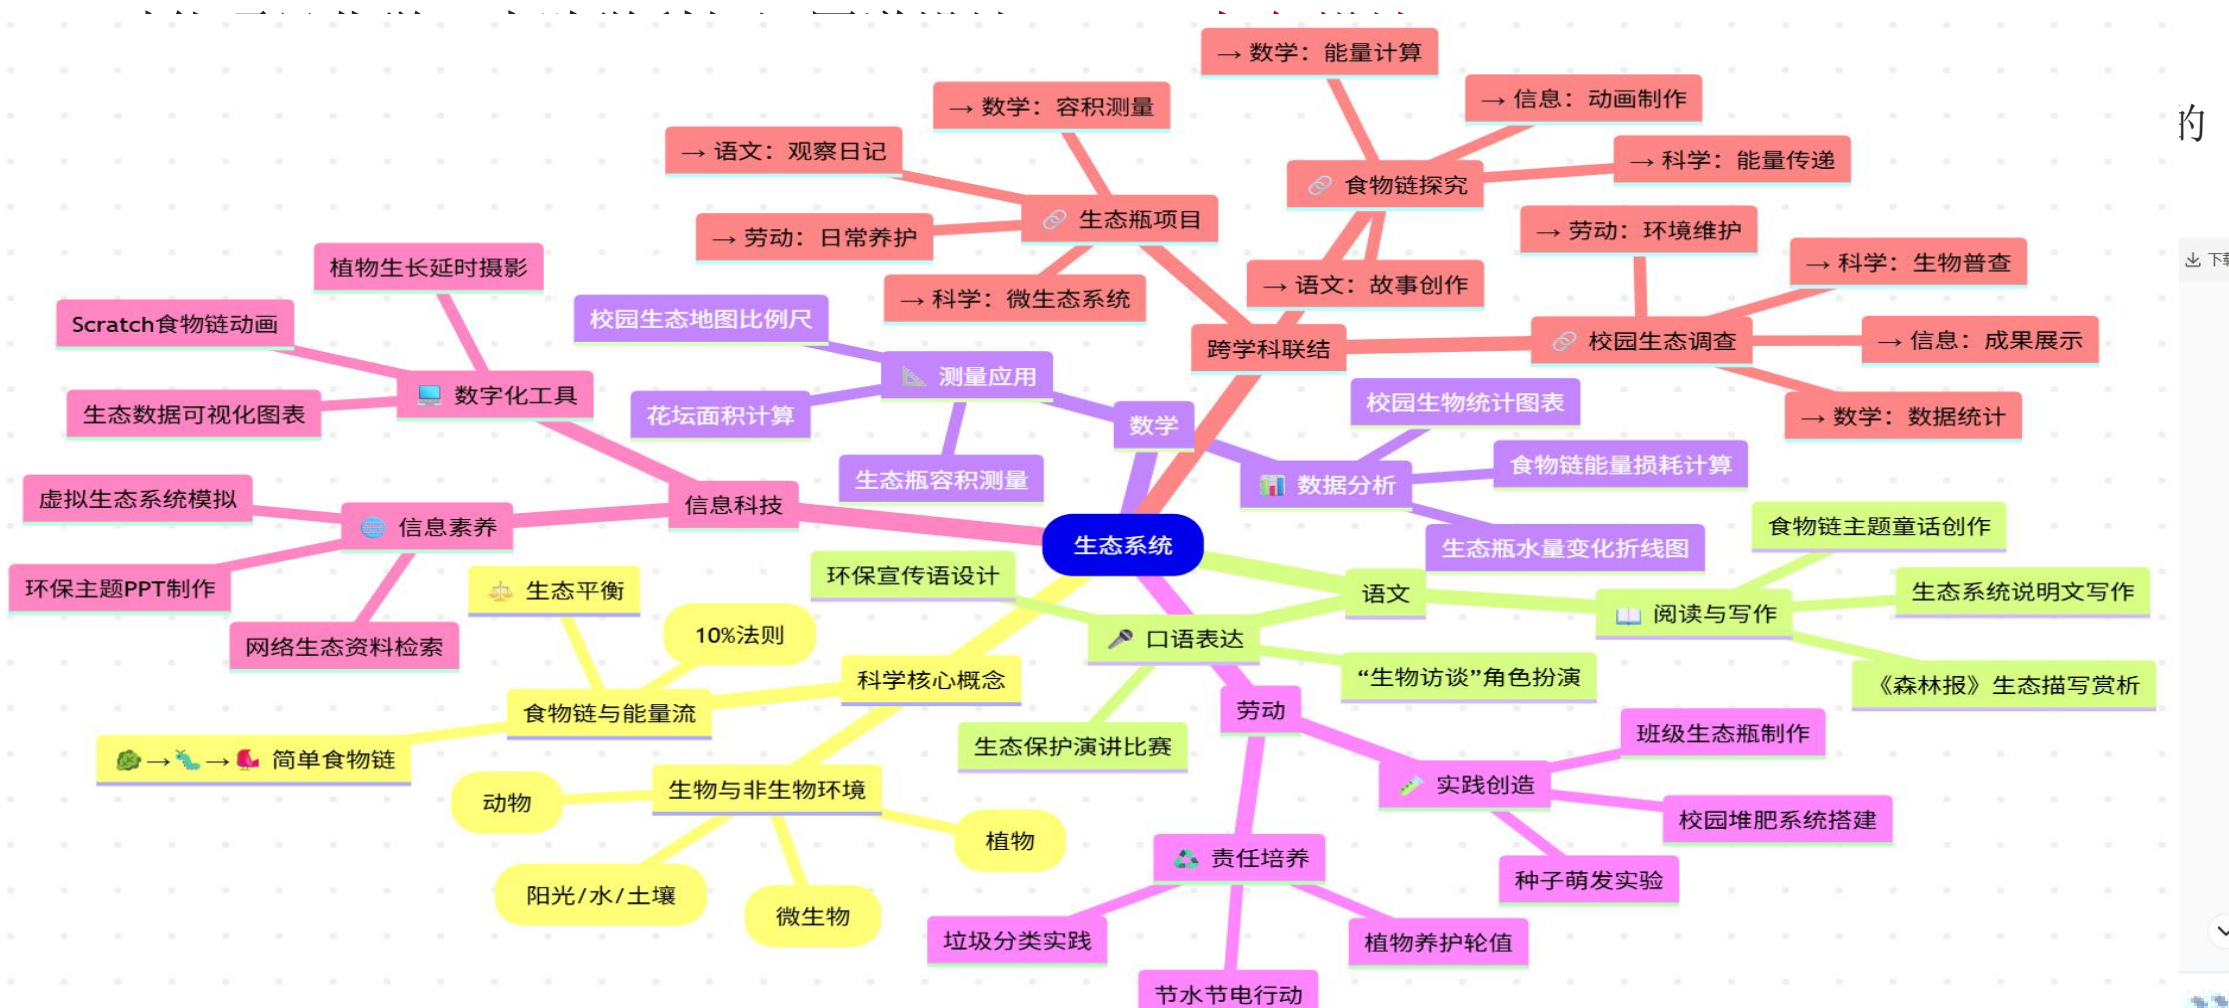 → 数学：能量计算
→ 数学：容积测量
→ 信息：动画制作
→ 语文：观察日记
→ 科学：能量传递
食物链探究
生态瓶项目
→ 劳动：日常养护
→ 劳动：环境维护
→ 科学：生物普查
→ 科学：微生态系统
→ 语文：故事创作
跨学科联结
校园生态调查
→ 信息：成果展示
→ 数学：数据统计
植物生长延时摄影
Scratch食物链动画
数字化工具
生态数据可视化图表
虚拟生态系统模拟
信息素养
信息科技
环保主题PPT制作
网络生态资料检索
校园生态地图比例尺
测量应用
花坛面积计算
数学
生态瓶容积测量
校园生物统计图表
数据分析
食物链能量损耗计算
生态瓶水量变化折线图
生态系统
环保宣传语设计
语文
食物链主题童话创作
生态系统说明文写作
阅读与写作
《森林报》生态描写赏析
口语表达
“生物访谈”角色扮演
生态保护演讲比赛
生态平衡
10%法则
科学核心概念
食物链与能量流
→ → 简单食物链
生物与非生物环境
动物
植物
阳光/水/土壤
微生物
劳动
班级生态瓶制作
实践创造
校园堆肥系统搭建
种子萌发实验
责任培养
垃圾分类实践
植物养护轮值
节水节电行动
的
下